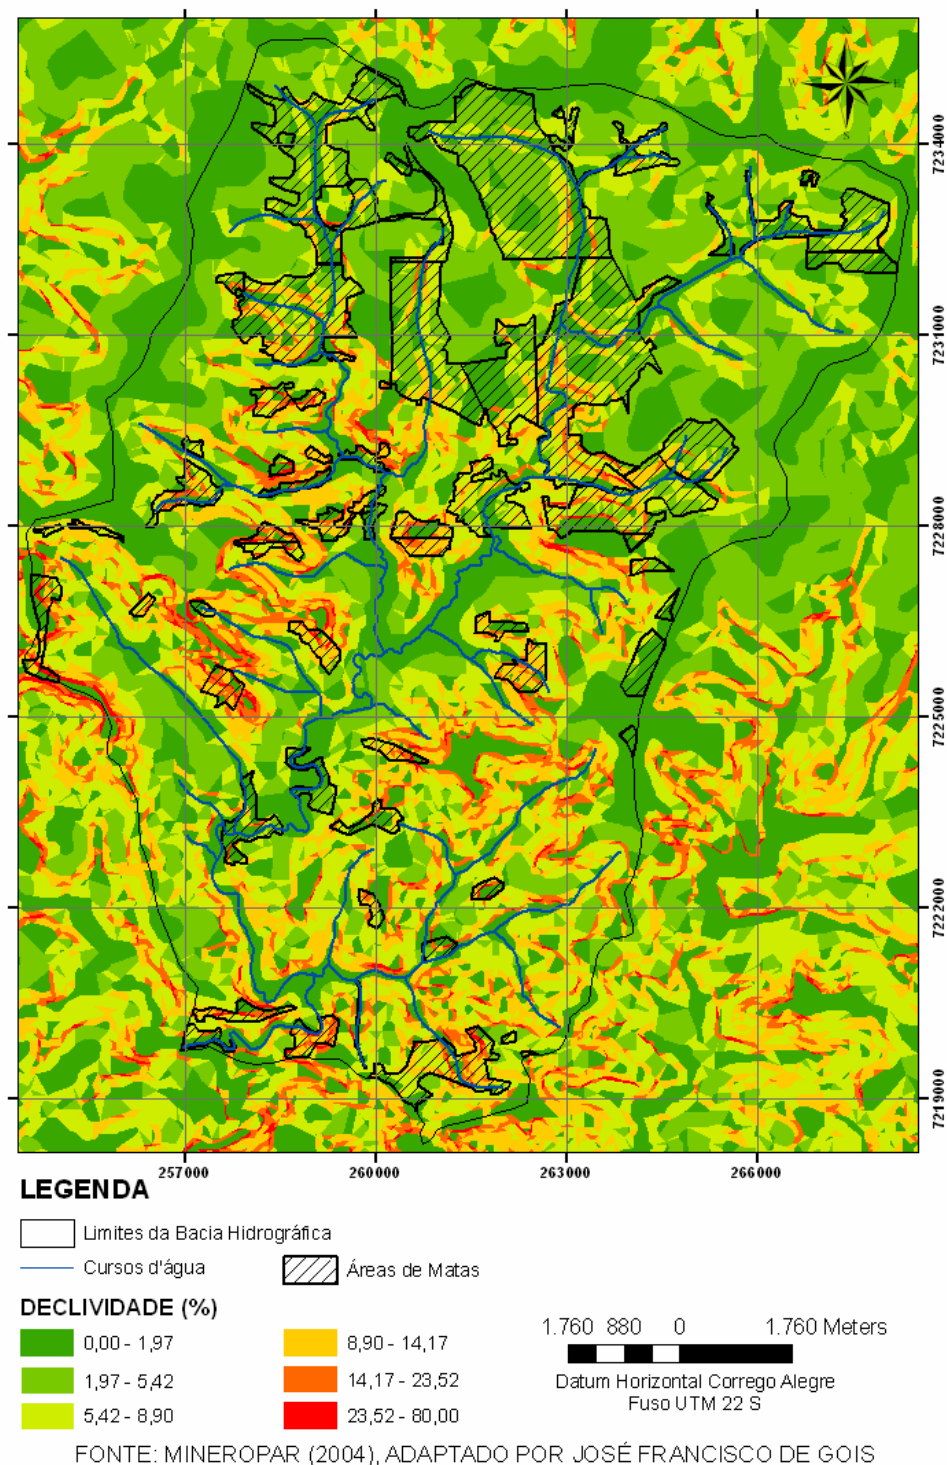 W E
S
7234000
7231000
7228000
7225000
7222000
7219000
257000 260000 263000 266000
LEGENDA
Limites da Bacia Hidrográfica
Cursos d'água
Áreas de Matas
DECLIVIDADE (%)
0,00 - 1,97
1,97 - 5,42
5,42 - 8,90
8,90 - 14,17
14,17 - 23,52
23,52 - 80,00
1.760 880 0 1.760 Meters
Datum Horizontal Corrego Alegre
Fuso UTM 22 S
FONTE: MINEROPAR (2004), ADAPTADO POR JOSÉ FRANCISCO DE GOIS